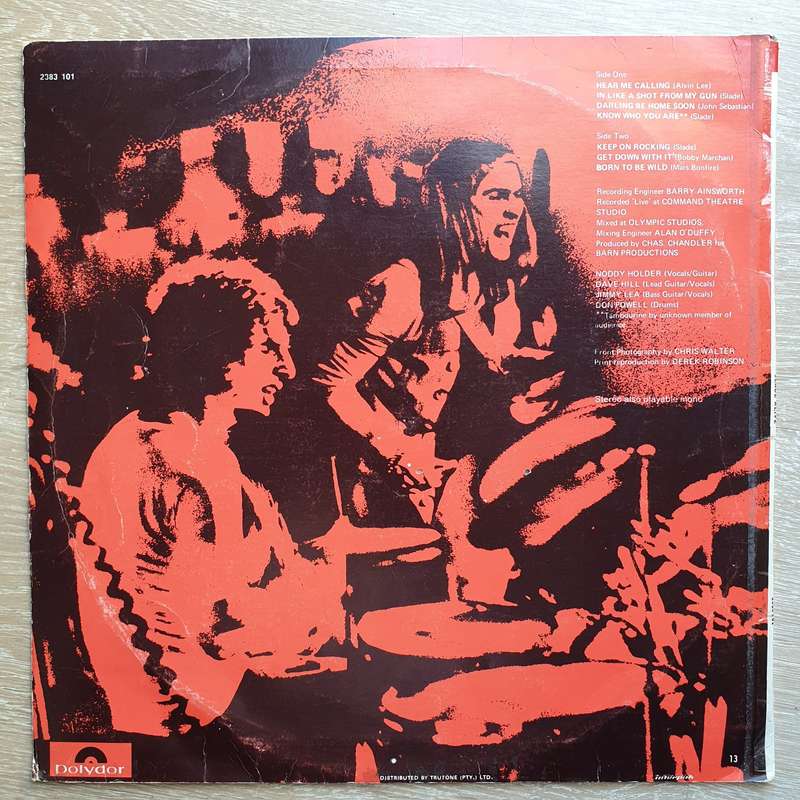 2383 101
Side One
HEAR ME CALLING (Alvin Lee)
IN LIKE A SHOT FROM MY GUN (Slade)
DARLING BE HOME SOON (John Sebastian)
KNOW WHO YOU ARE** (Slade)
Side Two
KEEP ON ROCKING (Slade)
GET DOWN WITH IT (Bobby Marchan)
BORN TO BE WILD (Mars Bonfire)
Recording Engineer BARRY AINSWORTH
Recorded 'Live' at COMMAND THEATRE
STUDIO
Mixed at OLYMPIC STUDIOS.
Mixing Engineer ALAN O'DUFFY
Produced by CHAS. CHANDLER for
BARN PRODUCTIONS
NODDY HOLDER (Vocals/Guitar)
DAVE HILL (Lead Guitar/Vocals)
JIMMY LEA (Bass Guitar/Vocals)
DON POWELL (Drums)
**Tambourine by unknown member of
audience.
Front Photography by CHRIS WALTER
Print reproduction by DEREK ROBINSON
Stereo also playable mono
polydor
DISTRIBUTED BY TRUTONE (PTY.) LTD.
13